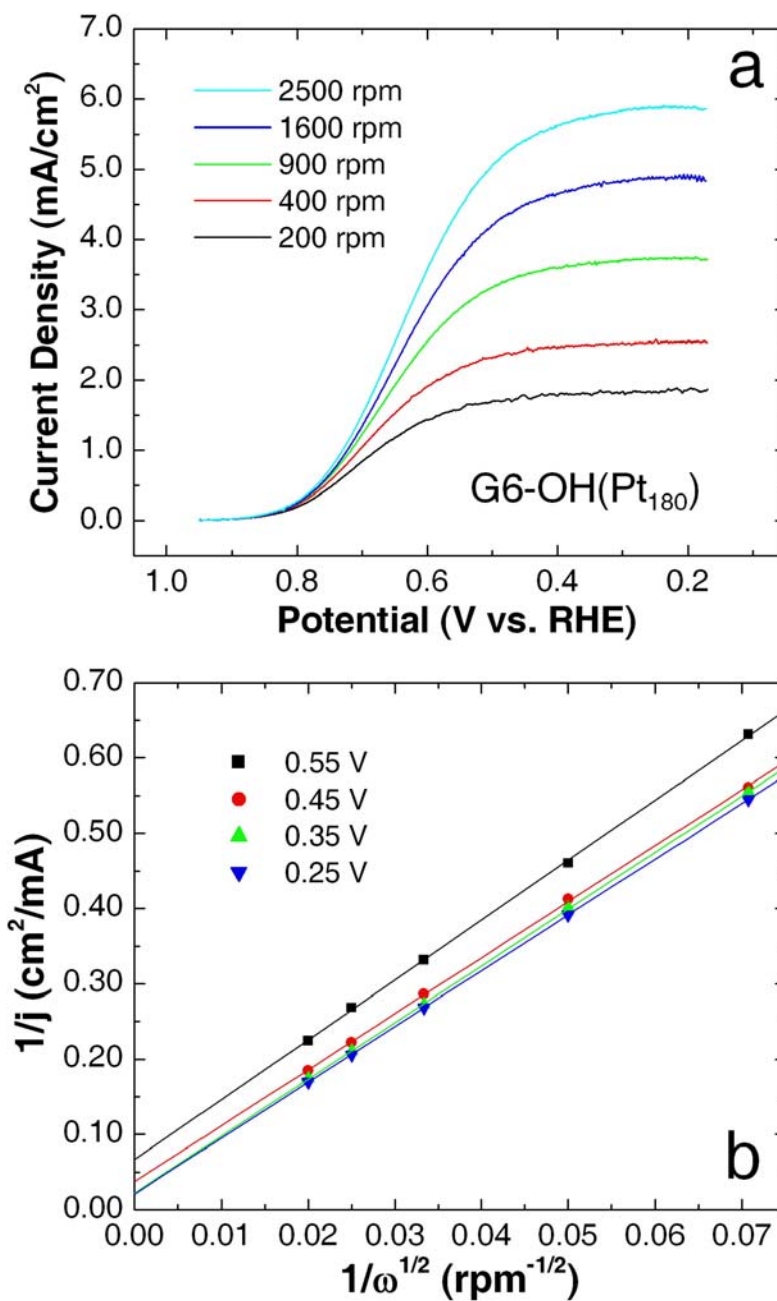 a
7.0
6.0
5.0
4.0
3.0
2.0
1.0
0.0
Current Density (mA/cm²)
2500 rpm
1600 rpm
900 rpm
400 rpm
200 rpm
G6-OH(Pt₁₈₀)
1.0 0.8 0.6 0.4 0.2
Potential (V vs. RHE)
0.70
0.60
0.50
0.40
0.30
0.20
0.10
0.00
1/j (cm²/mA)
0.55 V
0.45 V
0.35 V
0.25 V
b
0.00 0.01 0.02 0.03 0.04 0.05 0.06 0.07
1/ω¹ᐟ² (rpm⁻¹ᐟ²)